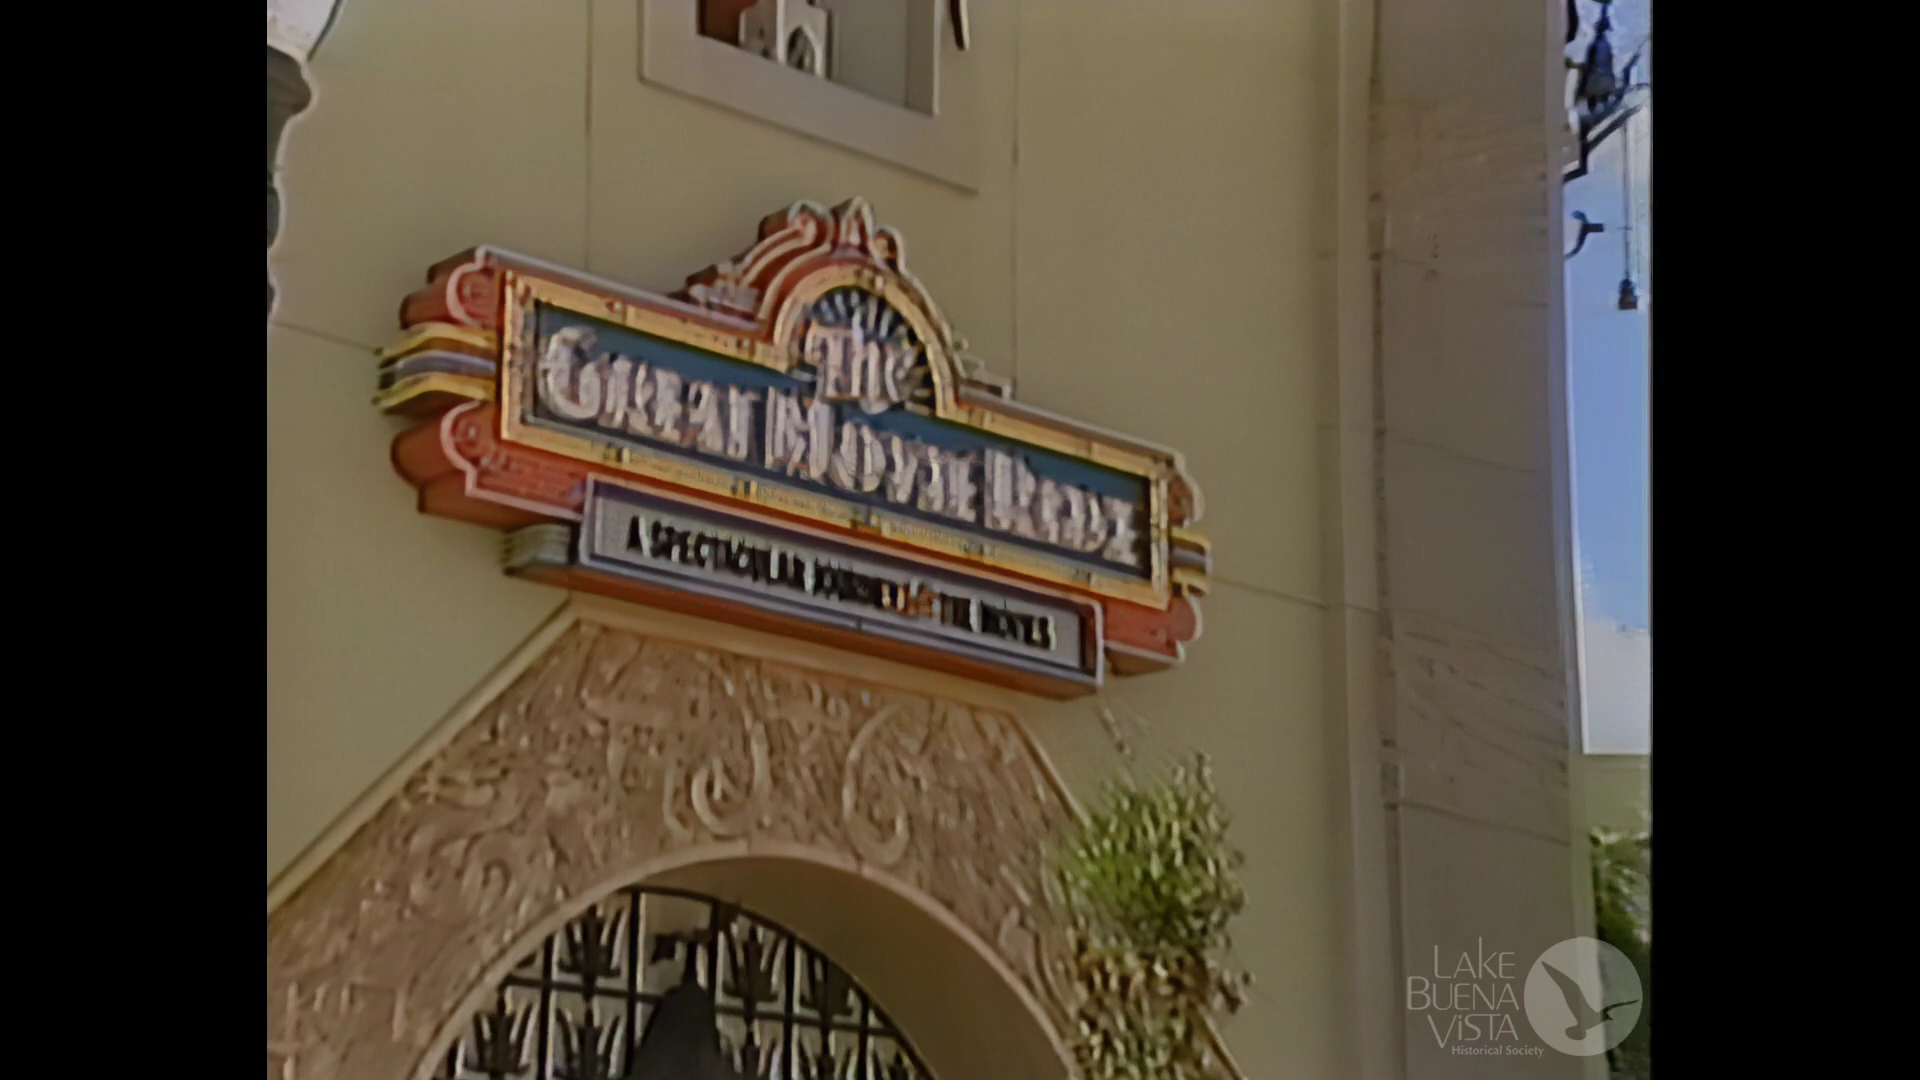 The
GREAT MOVIE RIDE
A SPECTACULAR JOURNEY INTO THE MOVIES
LAKE
BUENA
VISTA
Historical Society